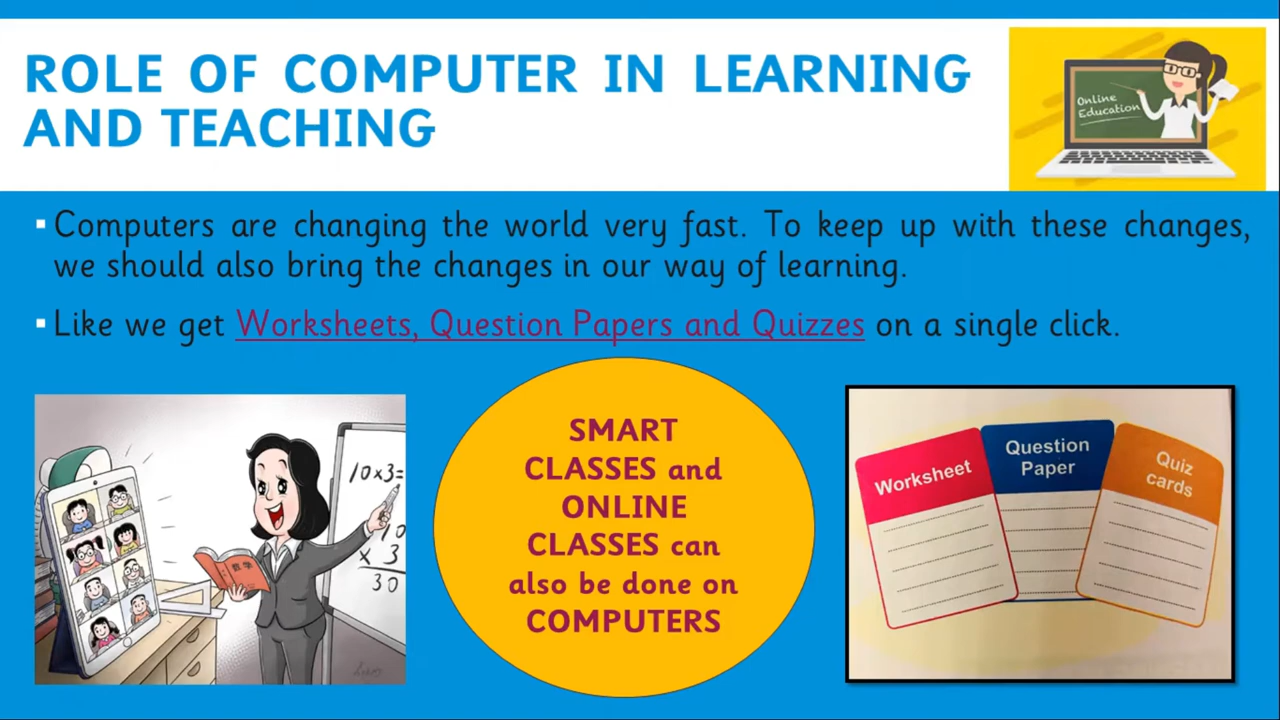 ROLE OF COMPUTER IN LEARNING
AND TEACHING
Online
Education
▪ Computers are changing the world very fast. To keep up with these changes,
we should also bring the changes in our way of learning.
▪ Like we get Worksheets, Question Papers and Quizzes on a single click.
10x3=
x 3
30
数学
SMART
CLASSES and
ONLINE
CLASSES can
also be done on
COMPUTERS
Worksheet
Question
Paper
Quiz
cards